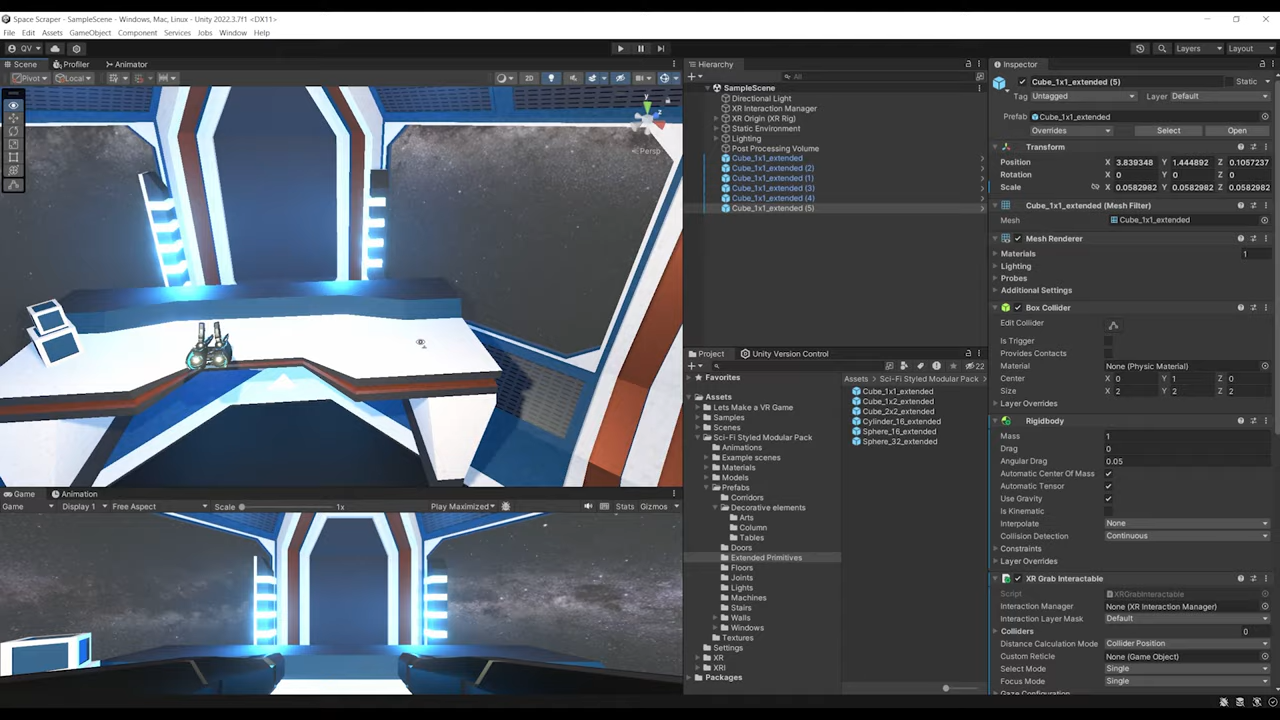 Space Scraper - SampleScene - Windows, Mac, Linux - Unity 2022.3.7f1 <DX11>
File Edit Assets GameObject Component Services Jobs Window Help
QV Layers Layout
Scene Profiler Animator
Pivot Local 2D
y
Persp
Hierarchy
All
SampleScene
Directional Light
XR Interaction Manager
XR Origin (XR Rig)
Static Environment
Lighting
Post Processing Volume
Cube_1x1_extended
Cube_1x1_extended (2)
Cube_1x1_extended (1)
Cube_1x1_extended (3)
Cube_1x1_extended (4)
Cube_1x1_extended (5)
Project Unity Version Control
22
Favorites
Assets
Lets Make a VR Game
Samples
Scenes
Sci-Fi Styled Modular Pack
Animations
Example scenes
Materials
Models
Prefabs
Corridors
Decorative elements
Arts
Column
Tables
Doors
Extended Primitives
Floors
Joints
Lights
Machines
Stairs
Walls
Windows
Textures
Settings
XR
XRI
Packages
Assets > Sci-Fi Styled Modular Pack >
Cube_1x1_extended
Cube_1x2_extended
Cube_2x2_extended
Cylinder_16_extended
Sphere_16_extended
Sphere_32_extended
Game Animation
Game Display 1 Free Aspect Scale 1x Play Maximized Stats Gizmos
Inspector
Cube_1x1_extended (5) Static
Tag Untagged Layer Default
Prefab Cube_1x1_extended
Overrides Select Open
Transform
Position X 3.839348 Y 1.444892 Z 0.1057237
Rotation X 0 Y 0 Z 0
Scale X 0.0582982 Y 0.0582982 Z 0.0582982
Cube_1x1_extended (Mesh Filter)
Mesh Cube_1x1_extended
Mesh Renderer
Materials 1
Lighting
Probes
Additional Settings
Box Collider
Edit Collider
Is Trigger
Provides Contacts
Material None (Physic Material)
Center X 0 Y 1 Z 0
Size X 2 Y 2 Z 2
Layer Overrides
Rigidbody
Mass 1
Drag 0
Angular Drag 0.05
Automatic Center Of Mass
Automatic Tensor
Use Gravity
Is Kinematic
Interpolate None
Collision Detection Continuous
Constraints
Layer Overrides
XR Grab Interactable
Script XRGrabInteractable
Interaction Manager None (XR Interaction Manager)
Interaction Layer Mask Default
Colliders 0
Distance Calculation Mode Collider Position
Custom Reticle None (Game Object)
Select Mode Single
Focus Mode Single
Gaze Configuration